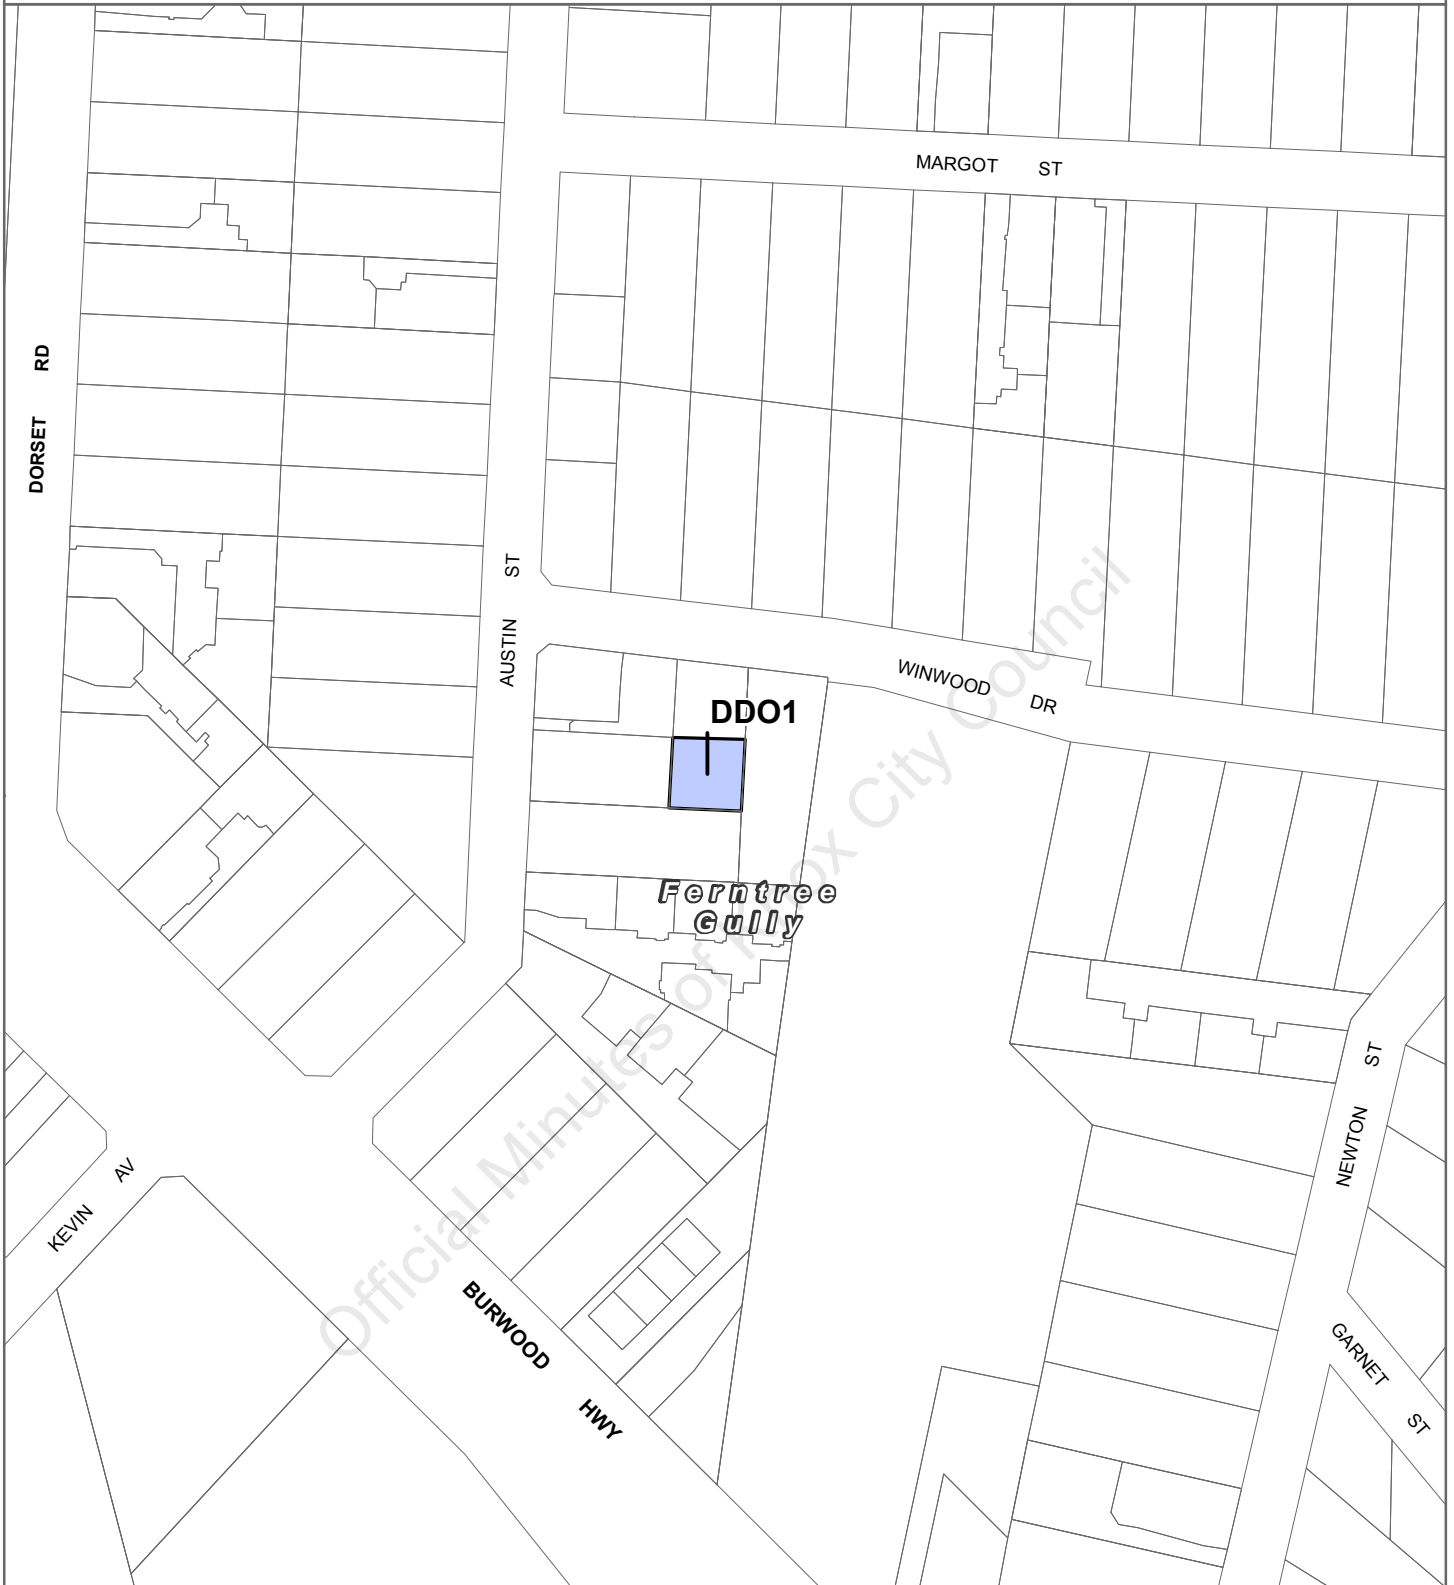 MARGOT ST
DORSET RD
AUSTIN ST
WINWOOD DR
DDO1
Ferntree
Gully
NEWTON ST
KEVIN AV
BURWOOD HWY
GARNET ST
Official Minutes of Knox City Council